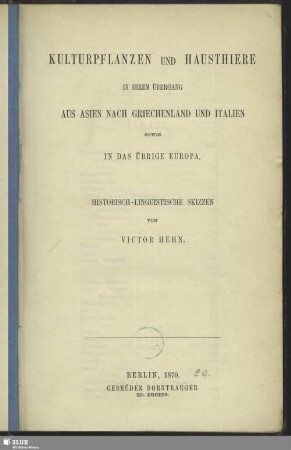 KULTURPFLANZEN UND HAUSTHIERE
IN IHREM ÜBERGANG
AUS ASIEN NACH GRIECHENLAND UND ITALIEN
SOWIE
IN DAS ÜBRIGE EUROPA.
HISTORISCH-LINGUISTISCHE SKIZZEN
VON
VICTOR HEHN.
BERLIN, 1870.
GEBRÜDER BORNTRAEGER
ED. EGGERS.
SLUB